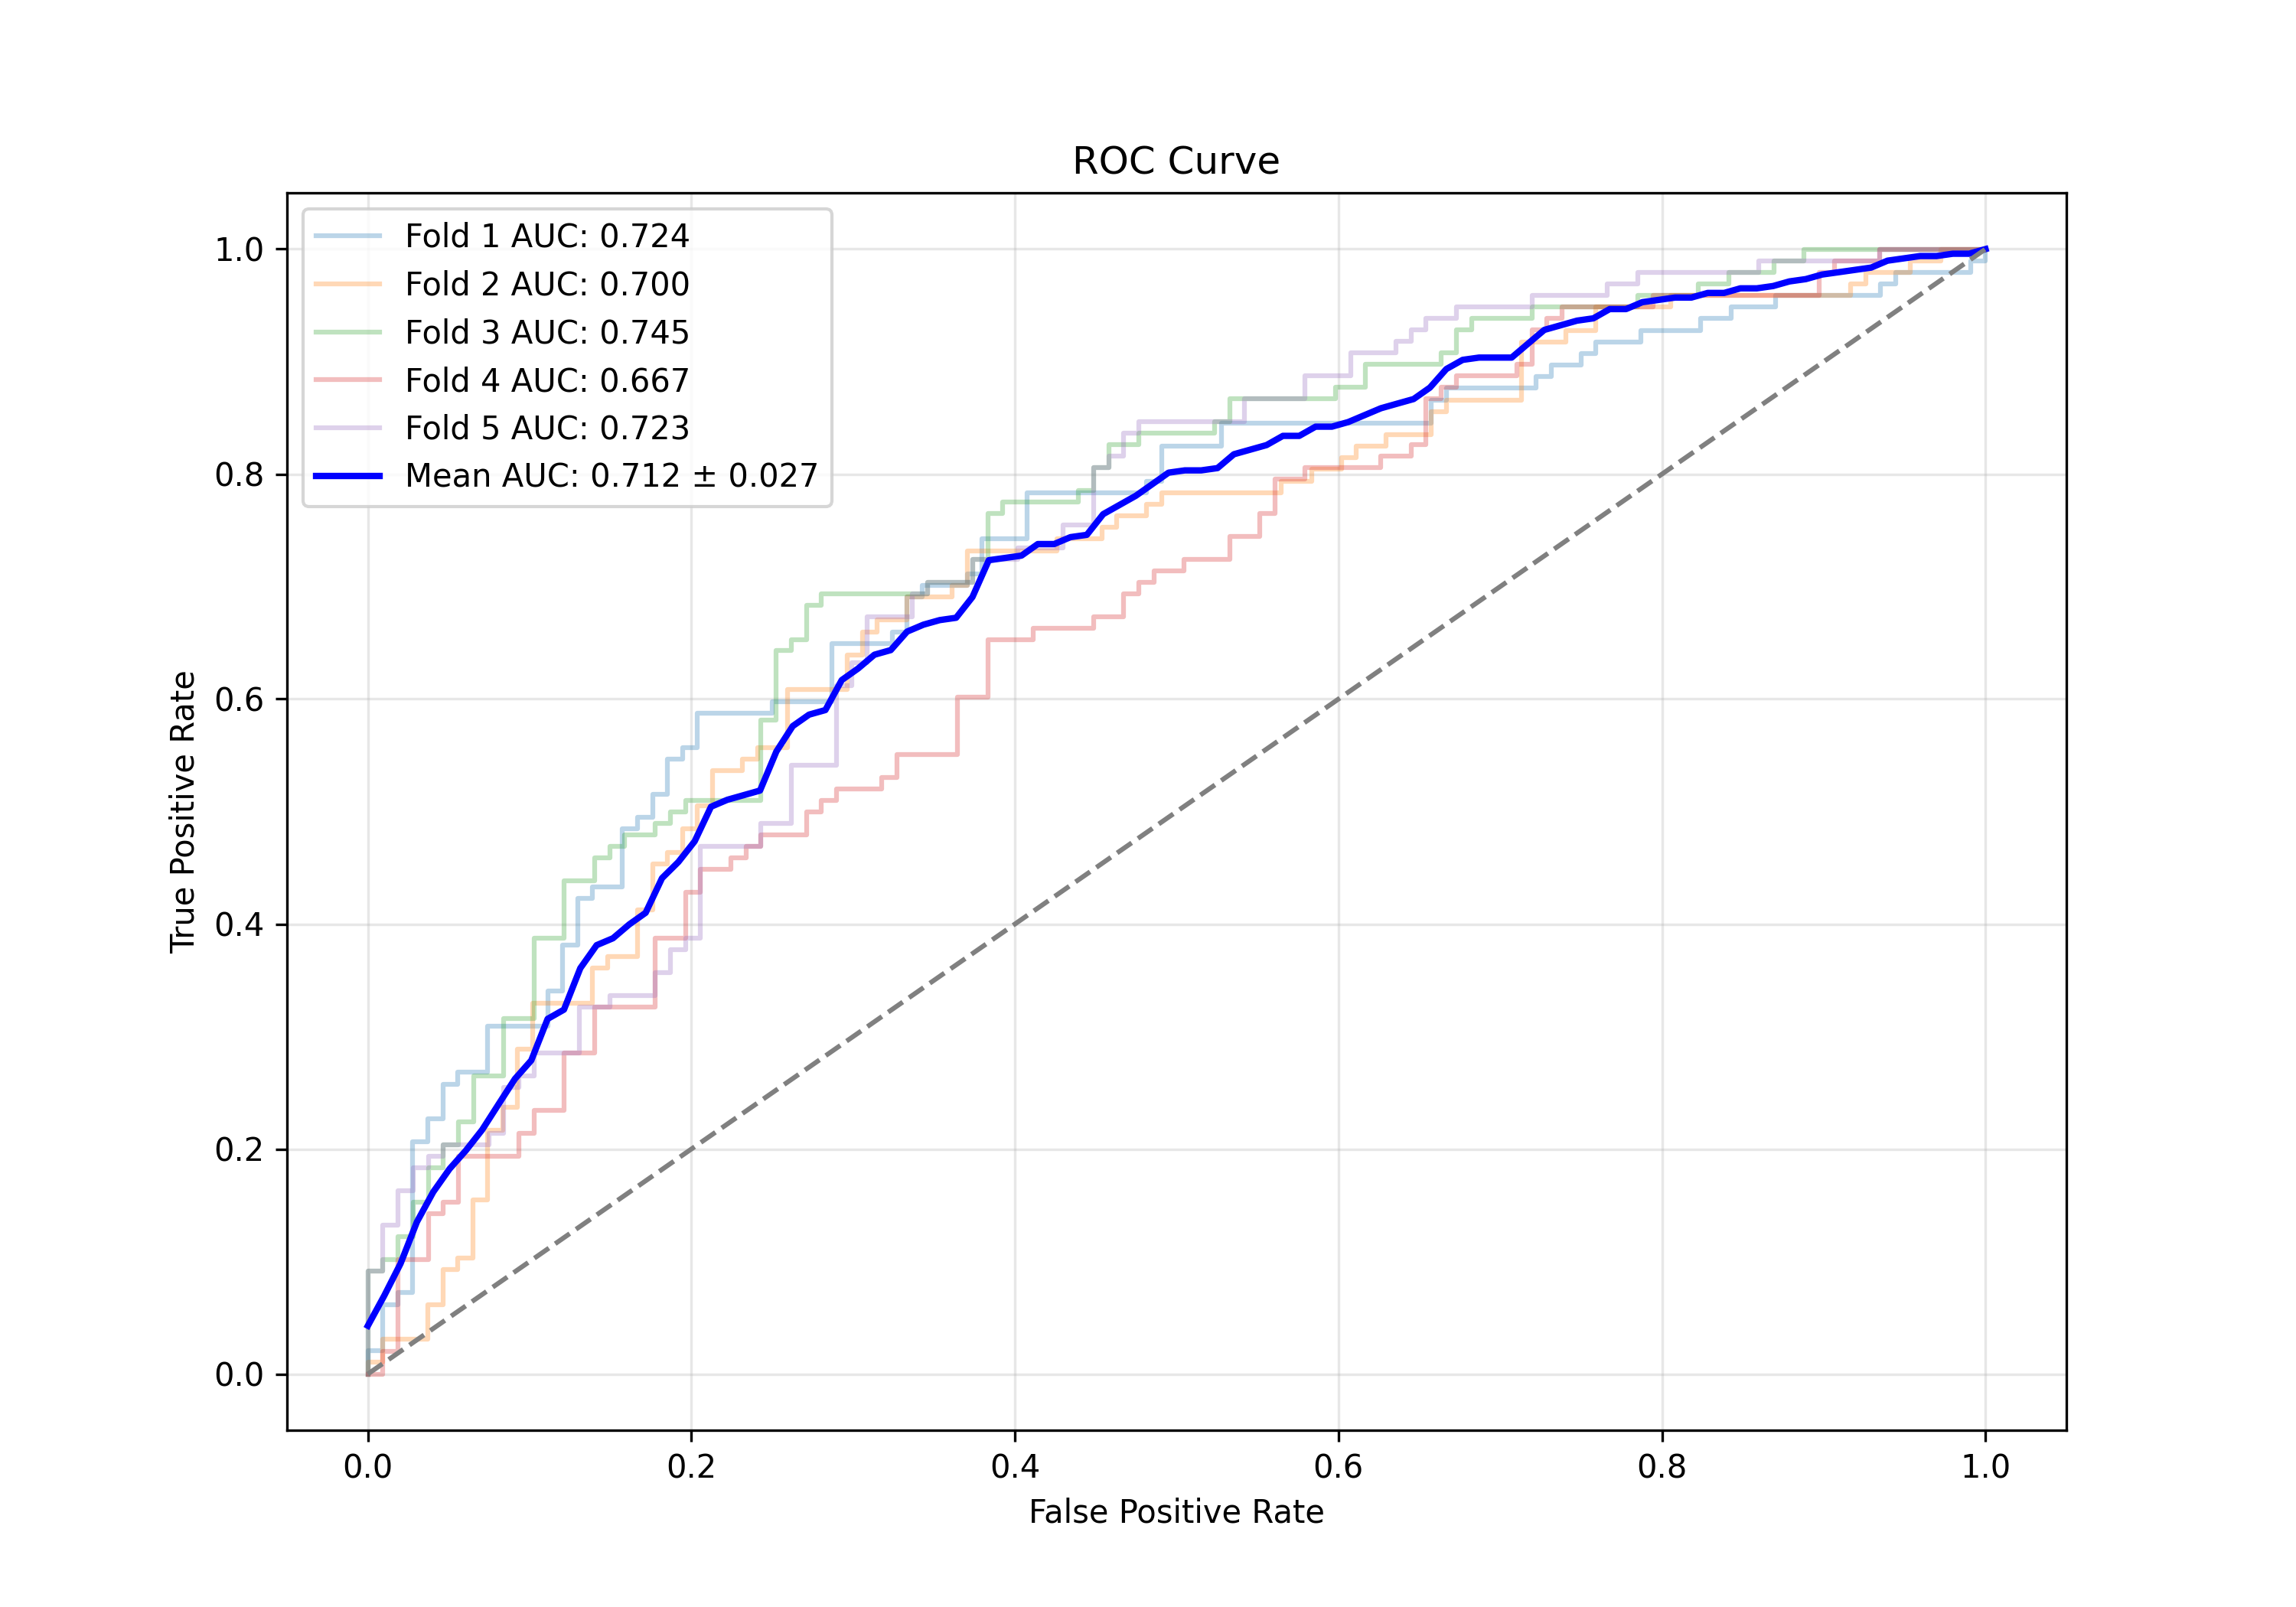 ROC Curve
Fold 1 AUC: 0.724
Fold 2 AUC: 0.700
Fold 3 AUC: 0.745
Fold 4 AUC: 0.667
Fold 5 AUC: 0.723
Mean AUC: 0.712 ± 0.027
True Positive Rate
1.0
0.8
0.6
0.4
0.2
0.0
0.0 0.2 0.4 0.6 0.8 1.0
False Positive Rate